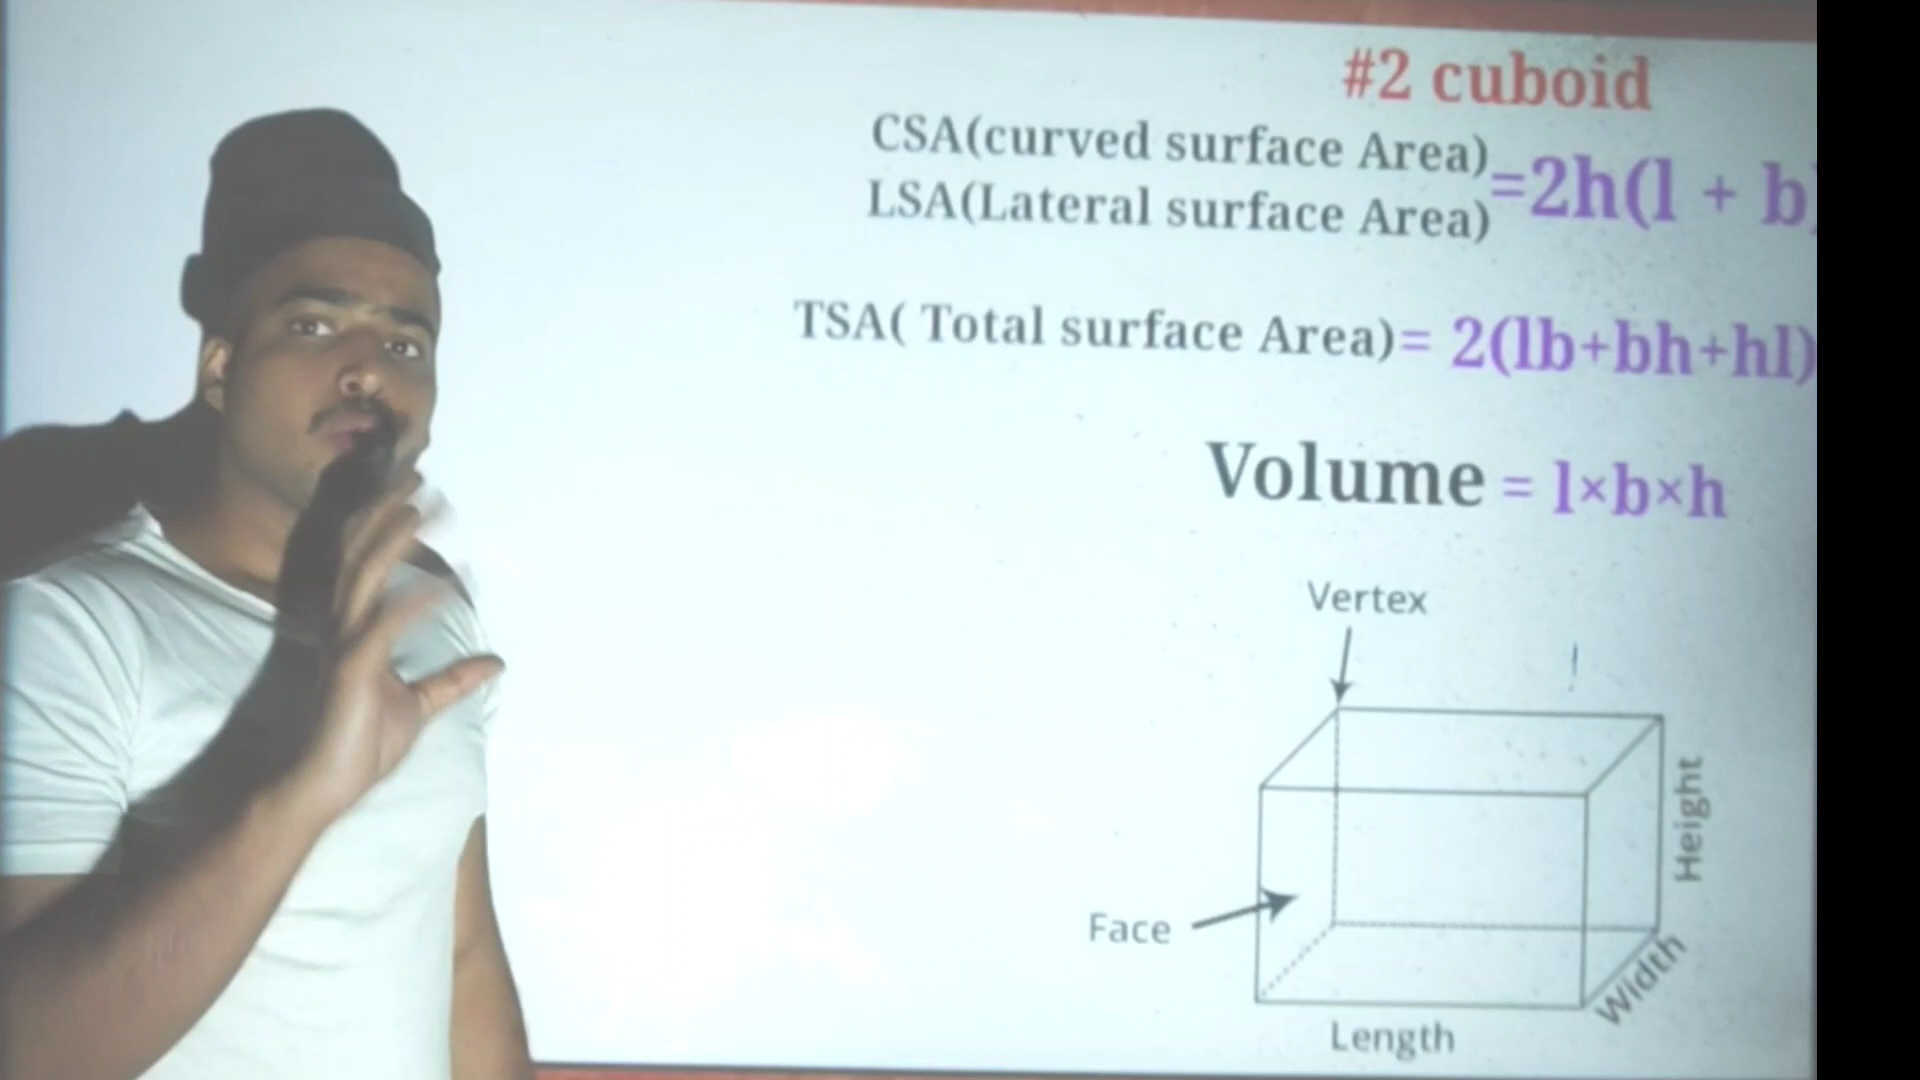 #2 cuboid
CSA(curved surface Area)
LSA(Lateral surface Area)
=2h(l + b)
TSA( Total surface Area)= 2(lb+bh+hl)
Volume = l×b×h
Vertex
Height
Face
Width
Length